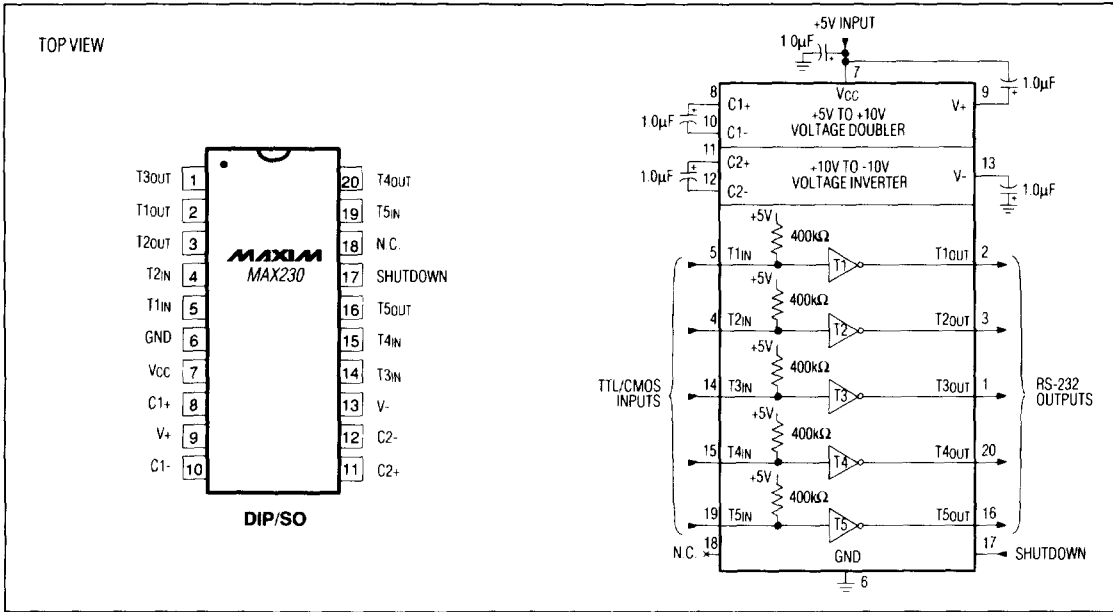 TOP VIEW
T3OUT 1
T1OUT 2
T2OUT 3
T2IN 4
T1IN 5
GND 6
VCC 7
C1+ 8
V+ 9
C1- 10
MAXIM
MAX230
20 T4OUT
19 T5IN
18 N.C.
17 SHUTDOWN
16 T5OUT
15 T4IN
14 T3IN
13 V-
12 C2-
11 C2+
DIP/SO
+5V INPUT
1.0µF
7
VCC
1.0µF
8 C1+
10 C1-
1.0µF
+5V TO +10V
VOLTAGE DOUBLER
V+ 9
11 C2+
12 C2-
1.0µF
+10V TO -10V
VOLTAGE INVERTER
V- 13
1.0µF
+5V
400kΩ
5 T1IN T1 T1OUT 2
+5V
400kΩ
4 T2IN T2 T2OUT 3
+5V
400kΩ
14 T3IN T3 T3OUT 1
+5V
400kΩ
15 T4IN T4 T4OUT 20
+5V
400kΩ
19 T5IN T5 T5OUT 16
TTL/CMOS
INPUTS
RS-232
OUTPUTS
N.C. 18
GND
6
17 SHUTDOWN